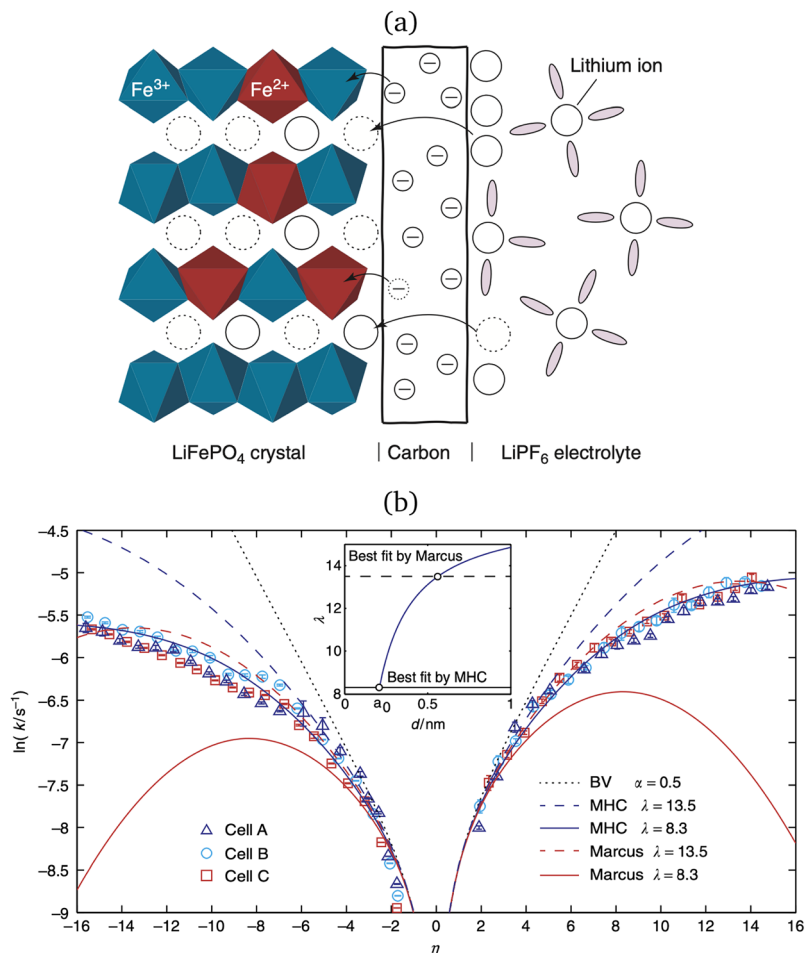 (a)
Lithium ion
Fe3+
Fe2+
LiFePO4 crystal | Carbon | LiPF6 electrolyte
(b)
−4.5
−5
−5.5
−6
−6.5
−7
−7.5
−8
−8.5
−9
ln( k/s−1)
Best fit by Marcus
14
12
10
8
λ
Best fit by MHC
a0
0
0.5
1
d/nm
Cell A
Cell B
Cell C
BV α = 0.5
MHC λ = 13.5
MHC λ = 8.3
Marcus λ = 13.5
Marcus λ = 8.3
−16 −14 −12 −10 −8 −6 −4 −2 0 2 4 6 8 10 12 14 16
η